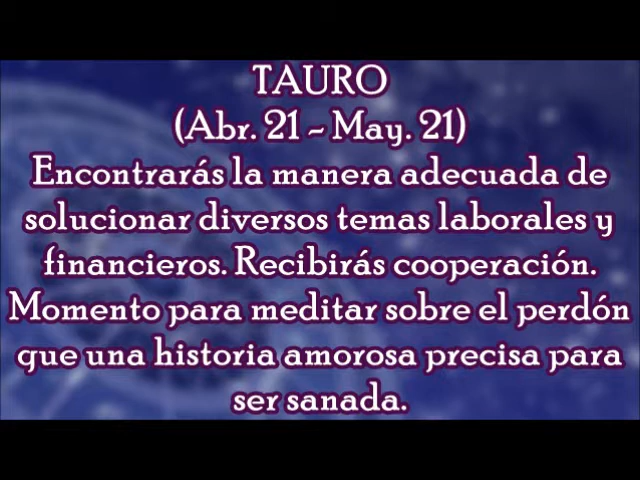 TAURO
(Abr. 21 - May. 21)
Encontrarás la manera adecuada de
solucionar diversos temas laborales y
financieros. Recibirás cooperación.
Momento para meditar sobre el perdón
que una historia amorosa precisa para
ser sanada.